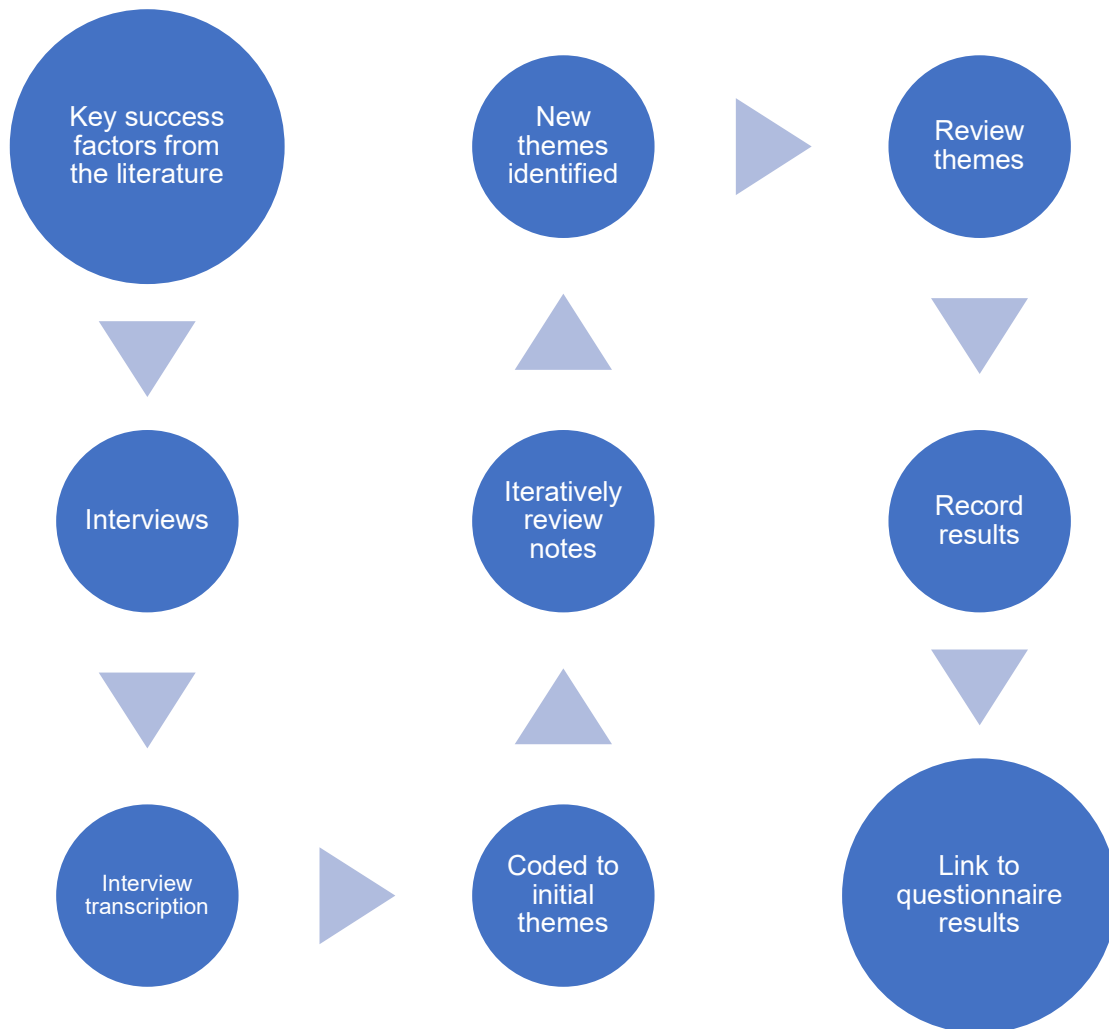 Key success
factors from
the literature
Interviews
Interview
transcription
Coded to
initial
themes
Iteratively
review
notes
New
themes
identified
Review
themes
Record
results
Link to
questionnaire
results